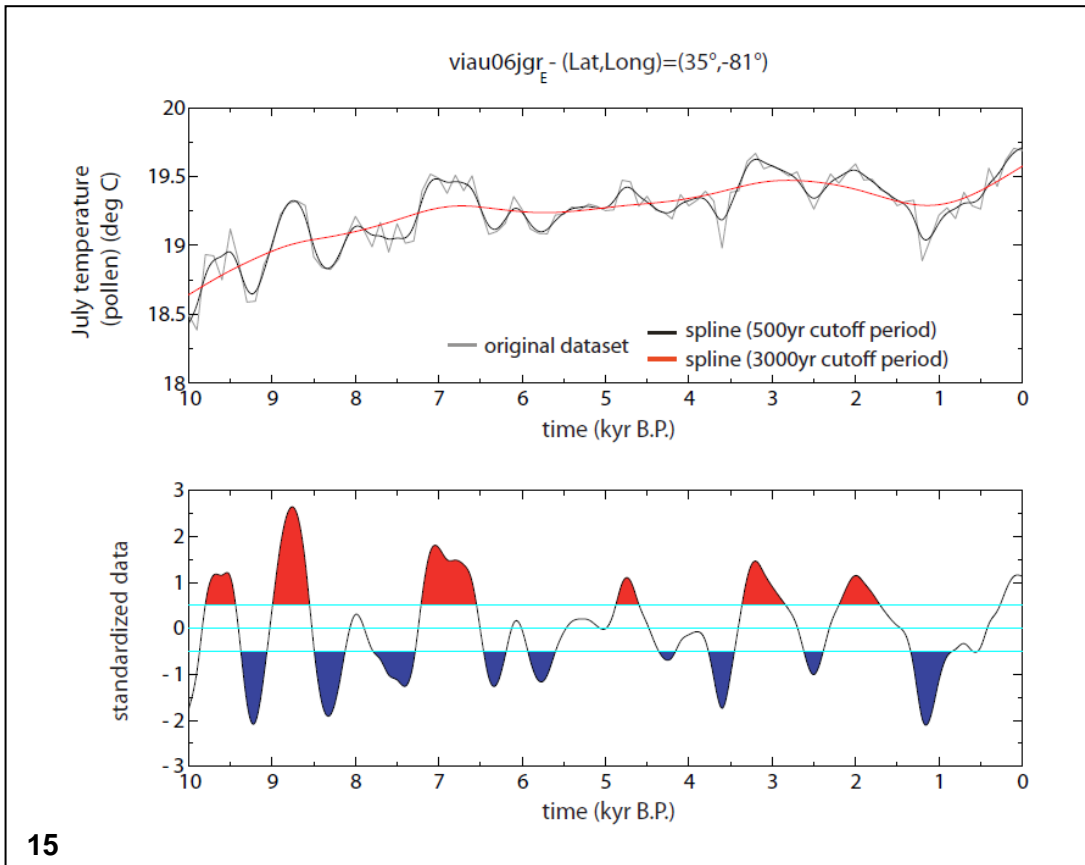 viau06jgr_E - (Lat,Long)=(35°,-81°)
20
19.5
19
18.5
18
July temperature
(pollen) (deg C)
original dataset
spline (500yr cutoff period)
spline (3000yr cutoff period)
10 9 8 7 6 5 4 3 2 1 0
time (kyr B.P.)
3
2
1
0
- 1
- 2
- 3
standardized data
10 9 8 7 6 5 4 3 2 1 0
time (kyr B.P.)
15